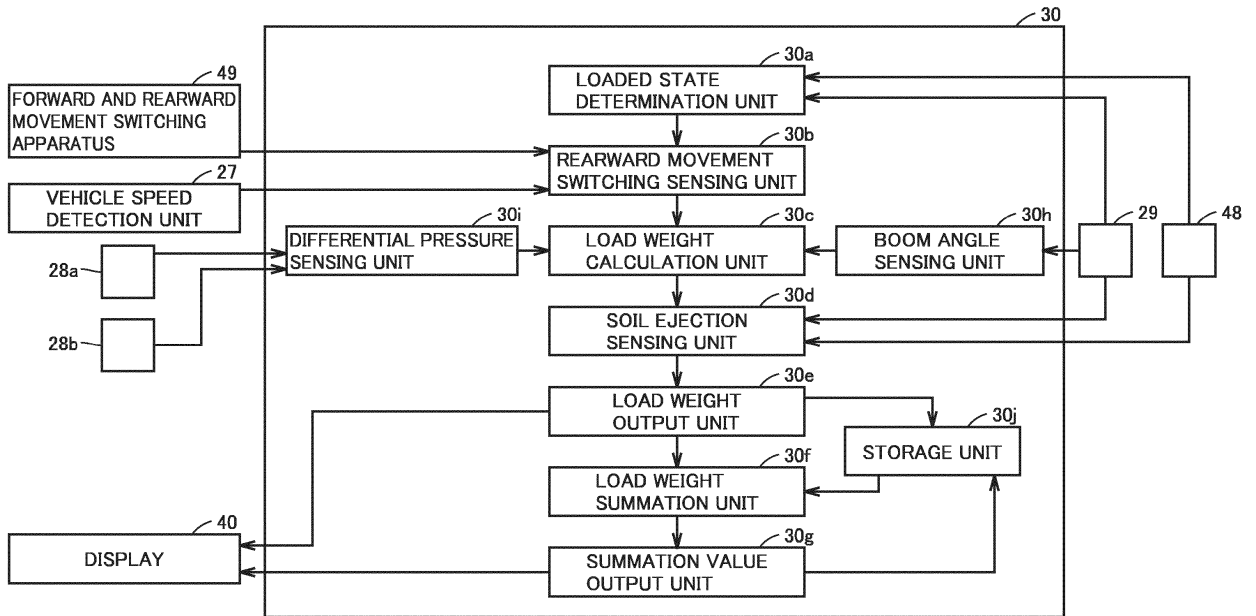 30
30a
LOADED STATE
DETERMINATION UNIT
49
FORWARD AND REARWARD
MOVEMENT SWITCHING
APPARATUS
30b
REARWARD MOVEMENT
SWITCHING SENSING UNIT
27
VEHICLE SPEED
DETECTION UNIT
30i
DIFFERENTIAL PRESSURE
SENSING UNIT
30c
LOAD WEIGHT
CALCULATION UNIT
30h
BOOM ANGLE
SENSING UNIT
29
48
28a
28b
30d
SOIL EJECTION
SENSING UNIT
30e
LOAD WEIGHT
OUTPUT UNIT
30j
STORAGE UNIT
30f
LOAD WEIGHT
SUMMATION UNIT
40
DISPLAY
30g
SUMMATION VALUE
OUTPUT UNIT